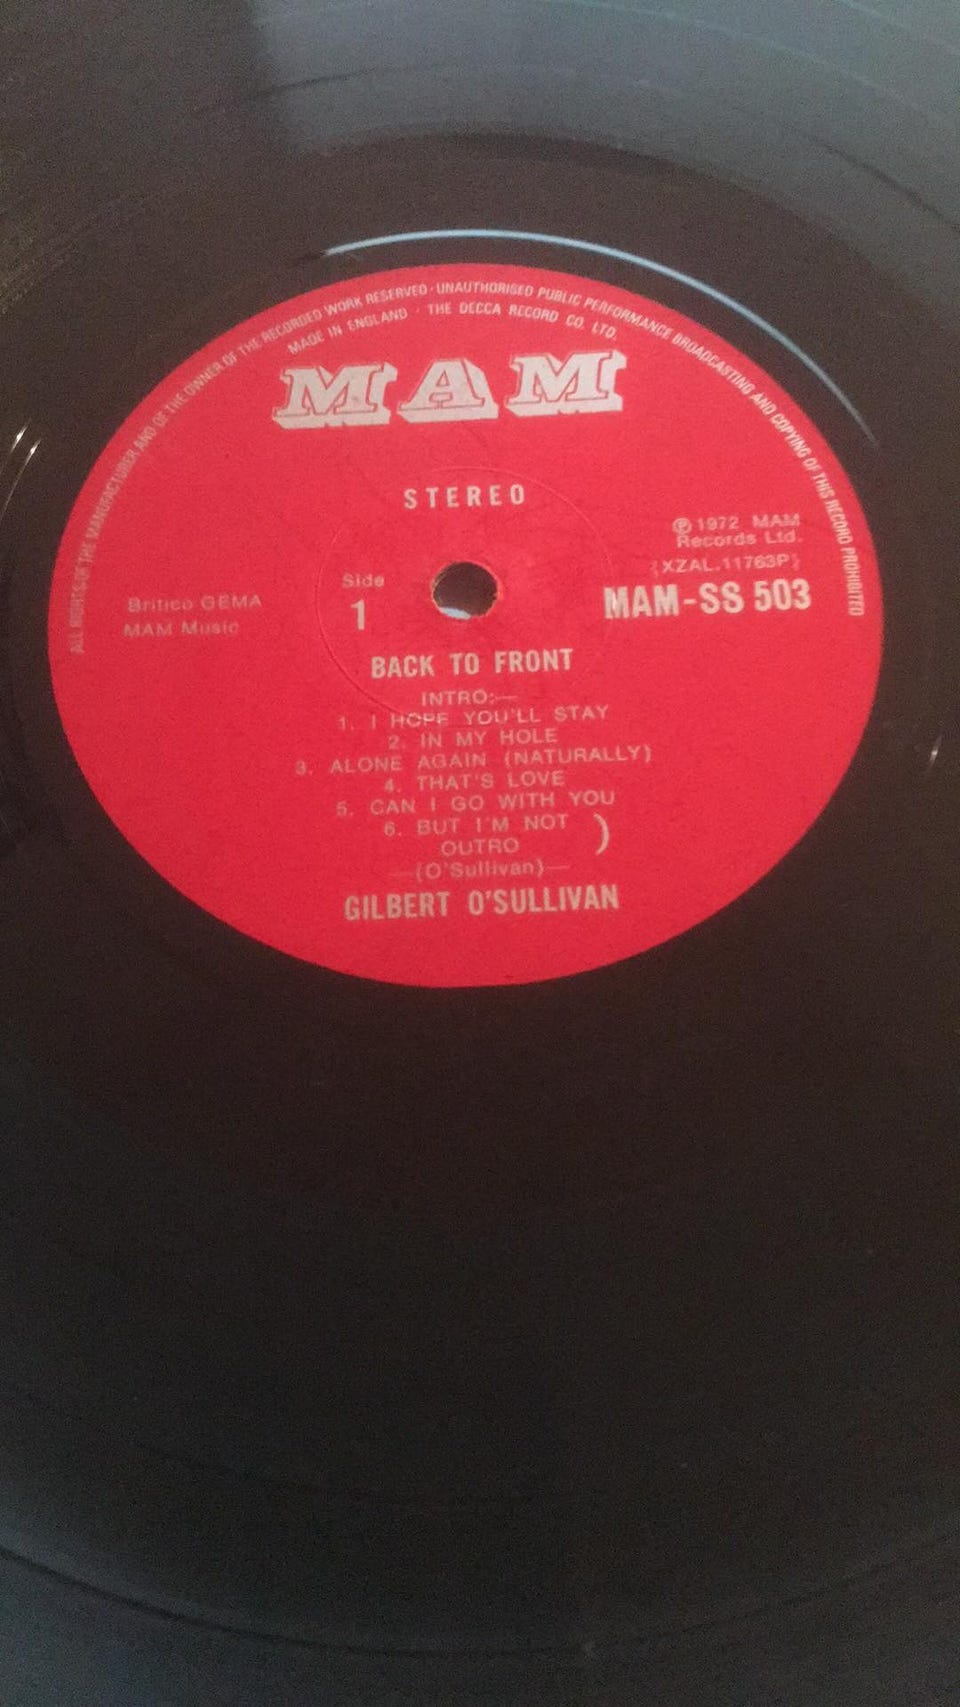 ALL RIGHTS OF THE MANUFACTURER AND OF THE OWNER OF THE RECORDED WORK RESERVED · UNAUTHORISED PUBLIC PERFORMANCE BROADCASTING AND COPYING OF THIS RECORD PROHIBITED
MADE IN ENGLAND · THE DECCA RECORD CO. LTD.
MAM
STEREO
℗ 1972 MAM
Records Ltd.
(XZAL.11763P)
MAM-SS 503
Side
1
Britico GEMA
MAM Music
BACK TO FRONT
INTRO:—
1. I HOPE YOU'LL STAY
2. IN MY HOLE
3. ALONE AGAIN (NATURALLY)
4. THAT'S LOVE
5. CAN I GO WITH YOU
6. BUT I'M NOT )
OUTRO
—(O'Sullivan)—
GILBERT O'SULLIVAN